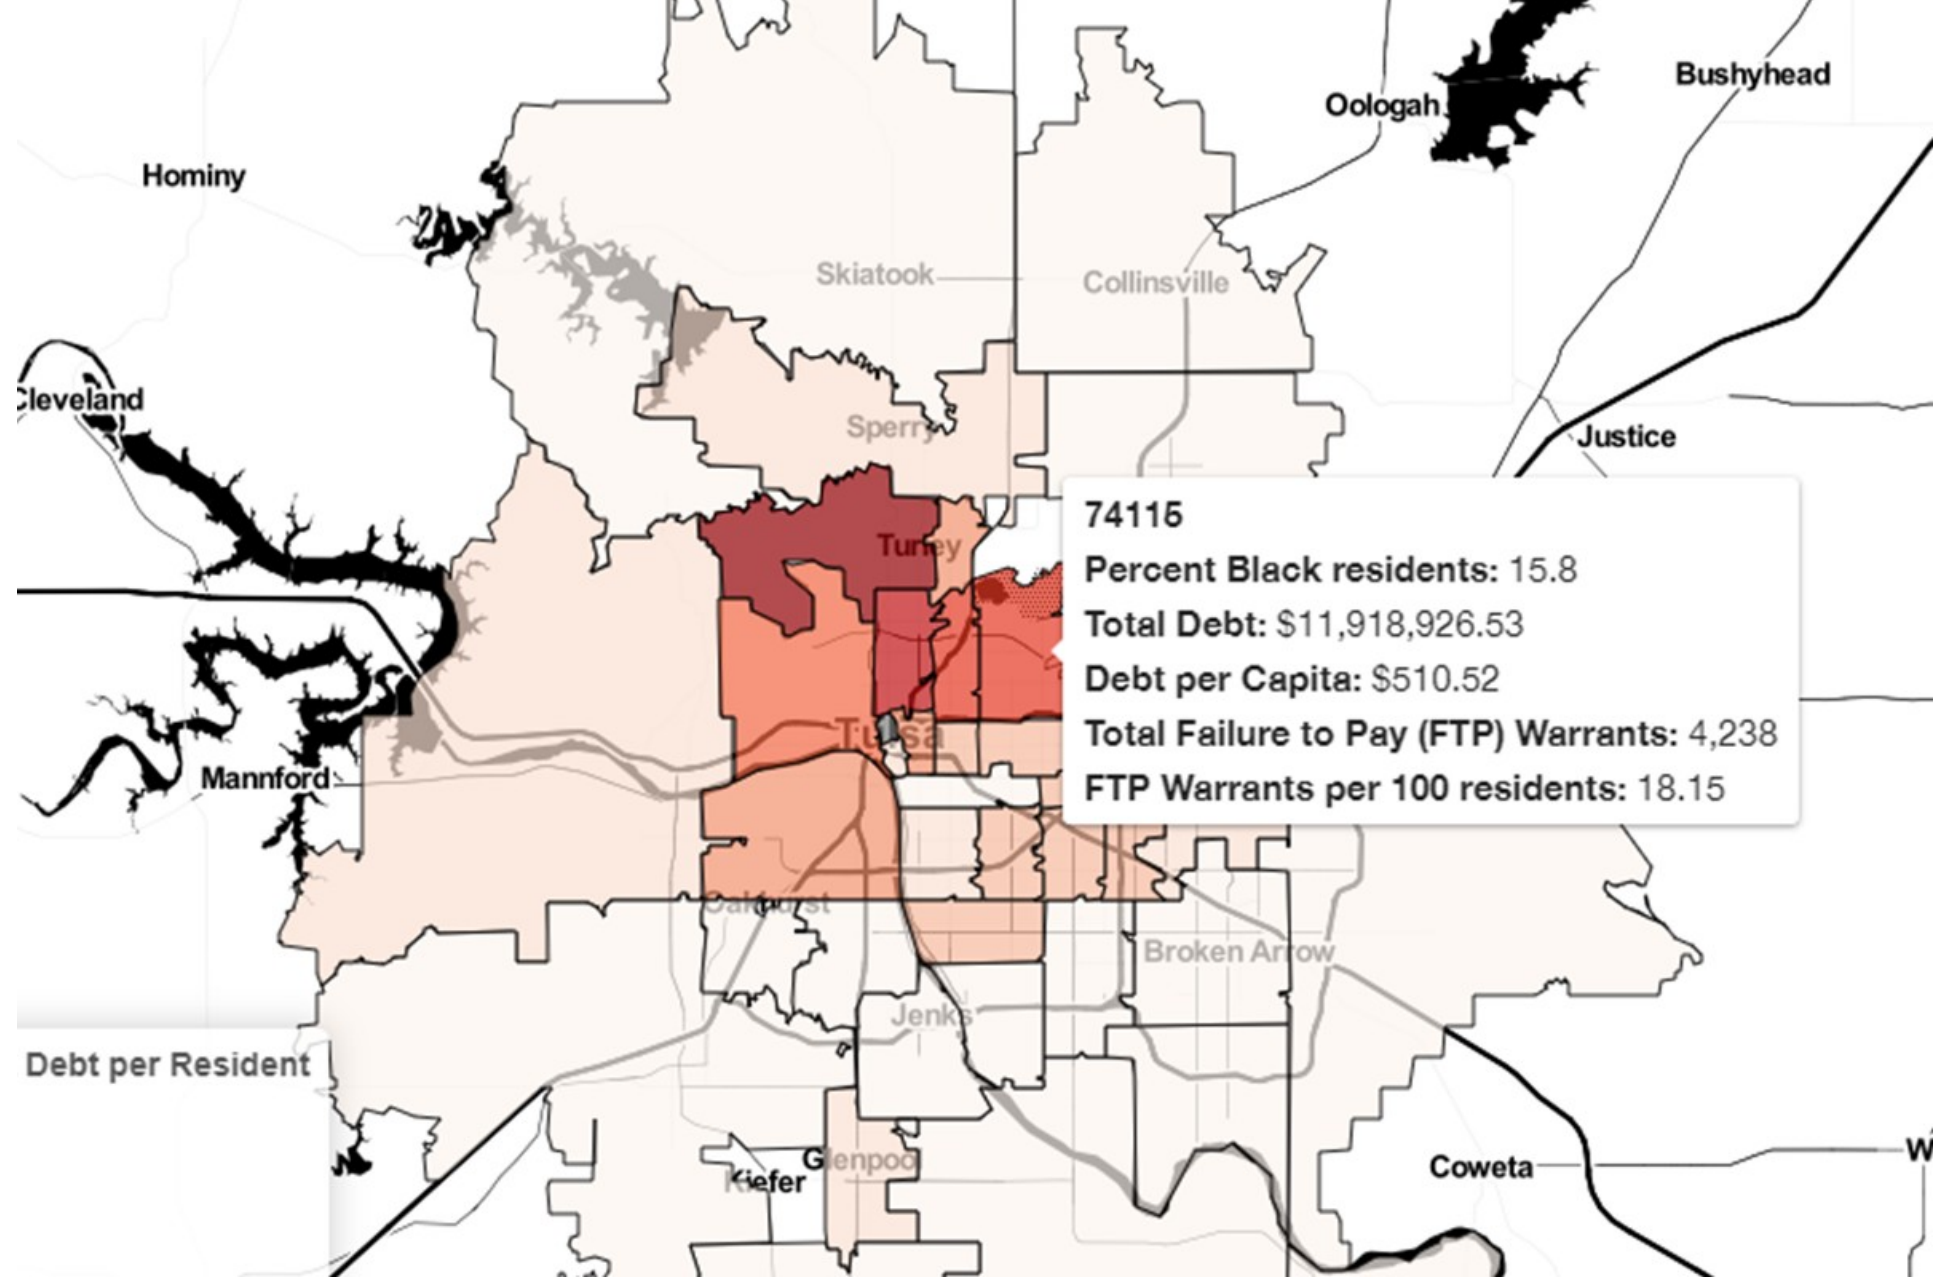 Bushyhead
Oologah
Hominy
Skiatook
Collinsville
Cleveland
Sperry
Justice
74115
Percent Black residents: 15.8
Turley
Total Debt: $11,918,926.53
Debt per Capita: $510.52
Tulsa
Total Failure to Pay (FTP) Warrants: 4,238
Mannford
FTP Warrants per 100 residents: 18.15
Oakhurst
Broken Arrow
Jenks
Debt per Resident
Glenpool
Coweta
W
Kiefer